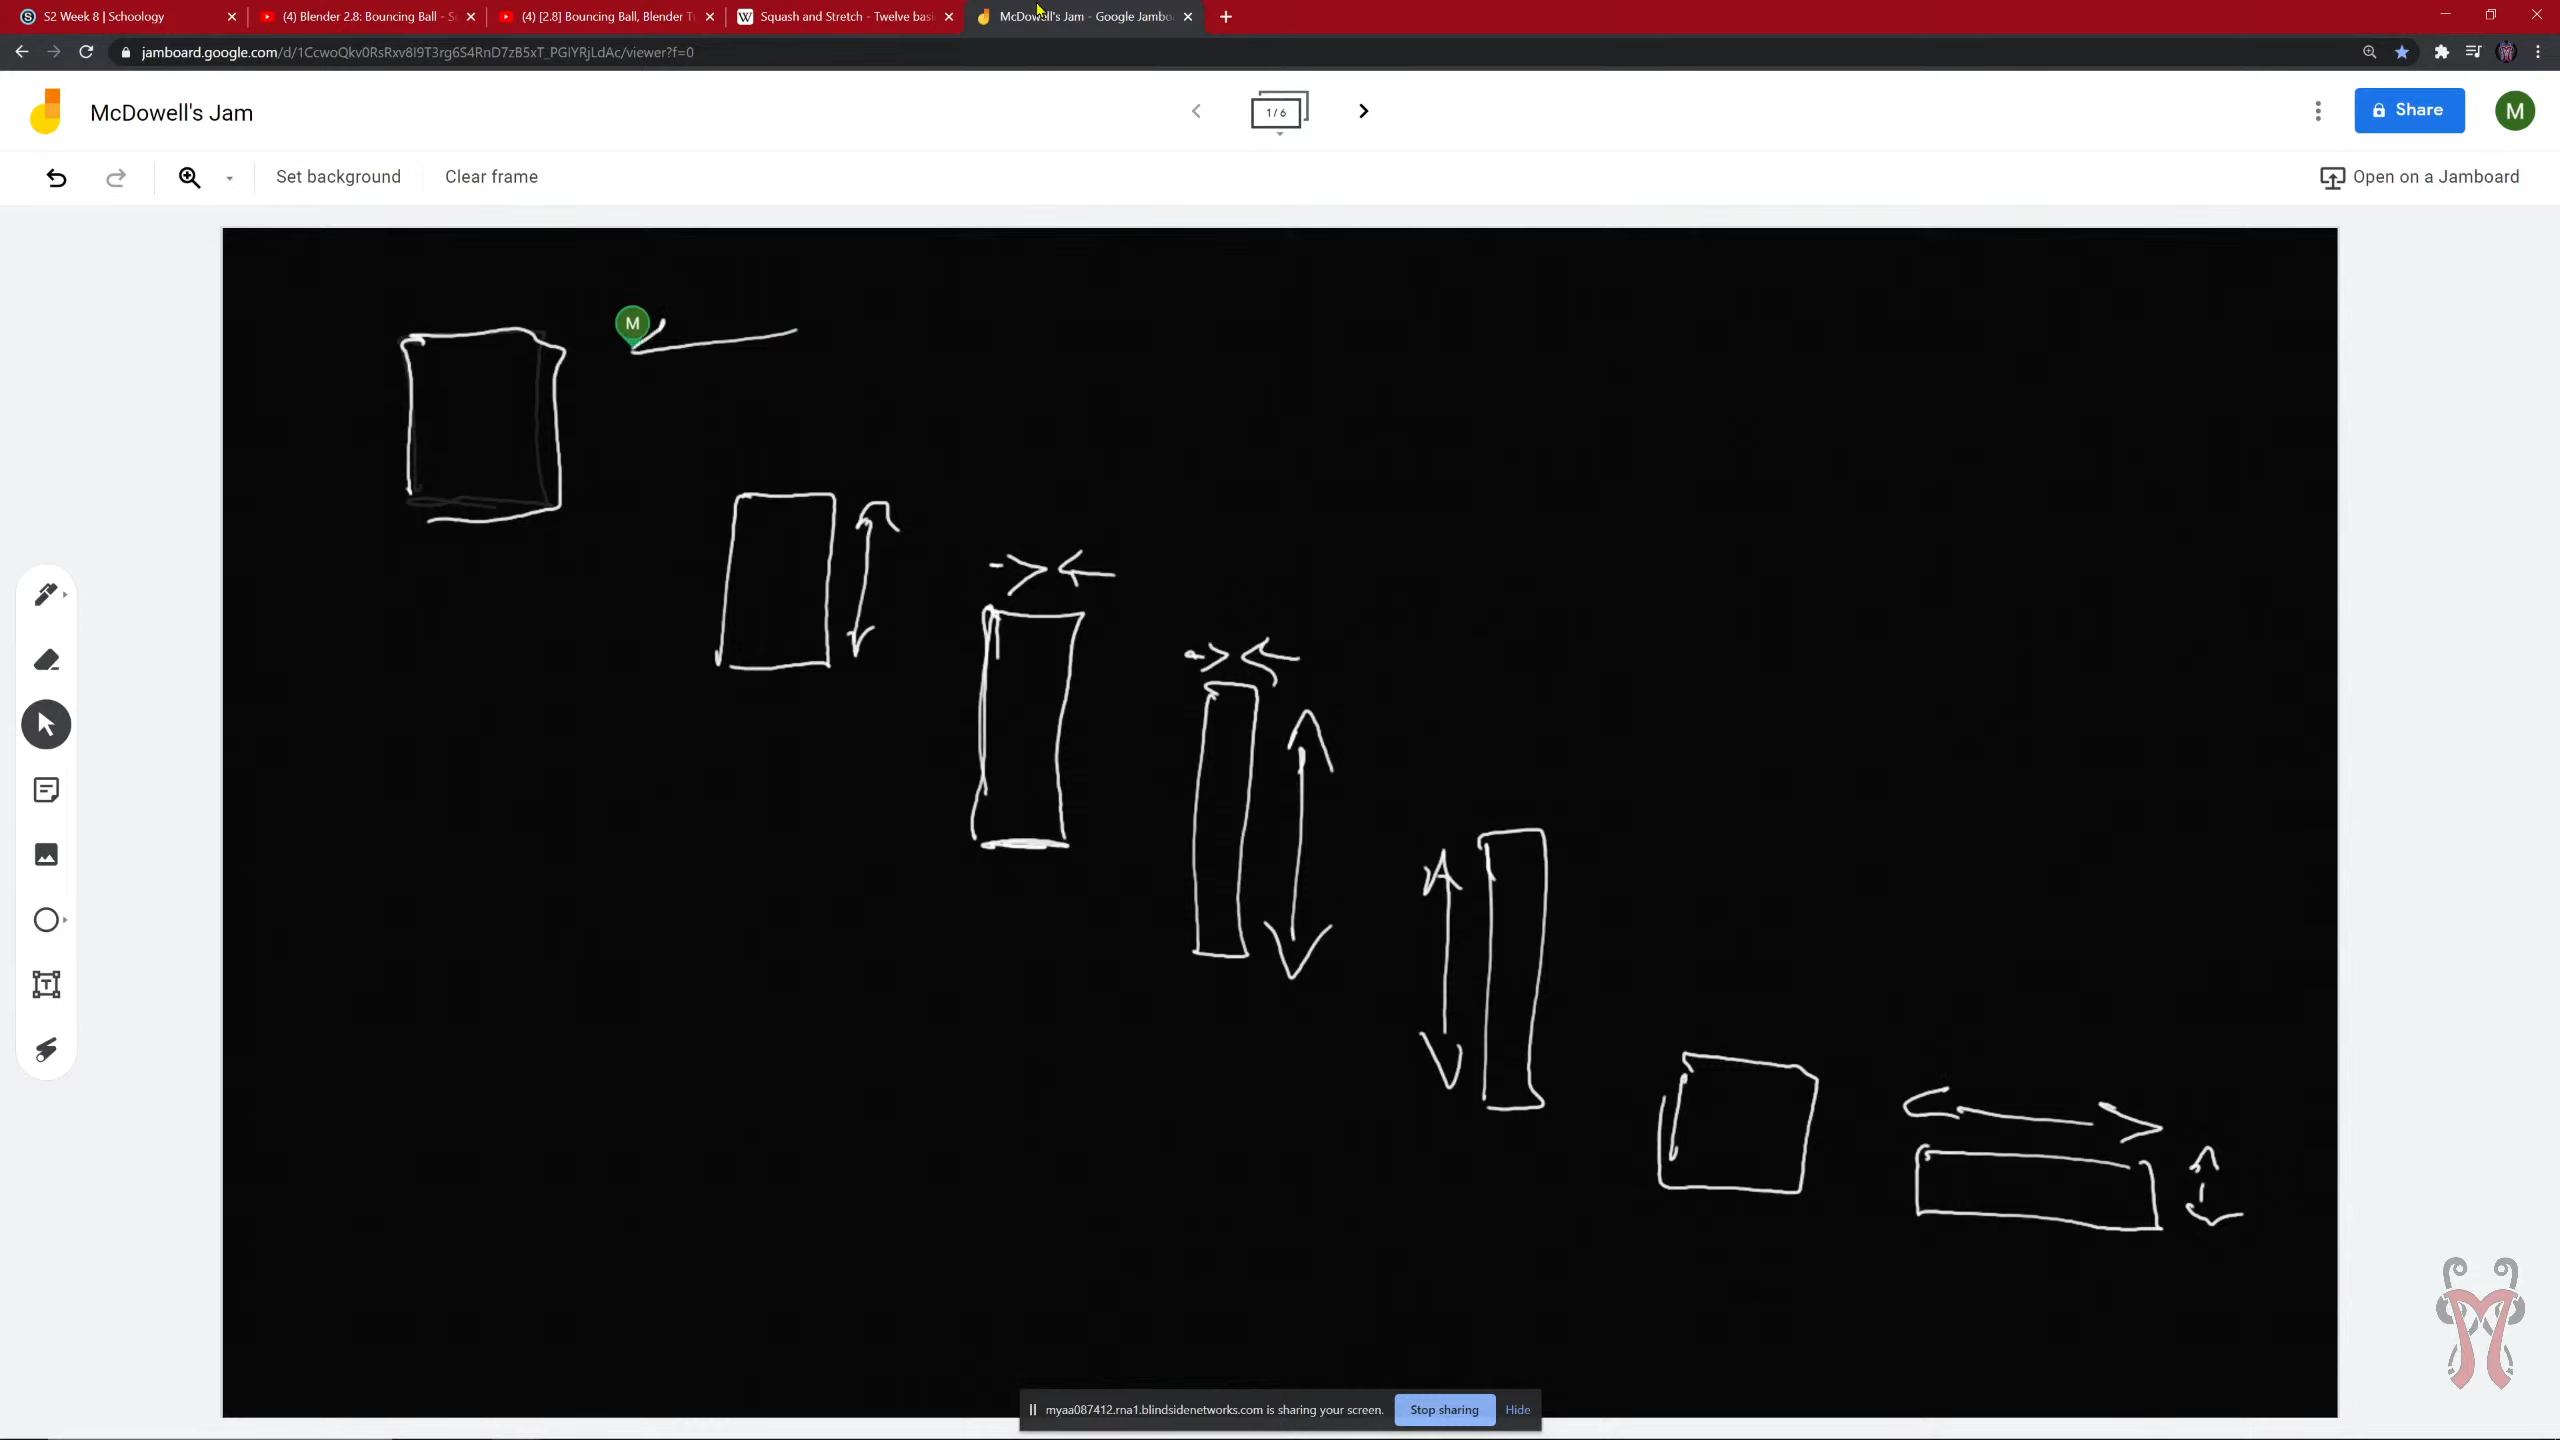 S2 Week 8 | Schoology
(4) Blender 2.8: Bouncing Ball - S
(4) [2.8] Bouncing Ball, Blender T
Squash and Stretch - Twelve basi
McDowell's Jam - Google Jambo
jamboard.google.com/d/1CcwoQkv0RsRxv8I9T3rg6S4RnD7zB5xT_PGlYRjLdAc/viewer?f=0
McDowell's Jam
1 / 6
Share
M
Set background
Clear frame
Open on a Jamboard
M
myaa087412.rna1.blindsidenetworks.com is sharing your screen.
Stop sharing
Hide